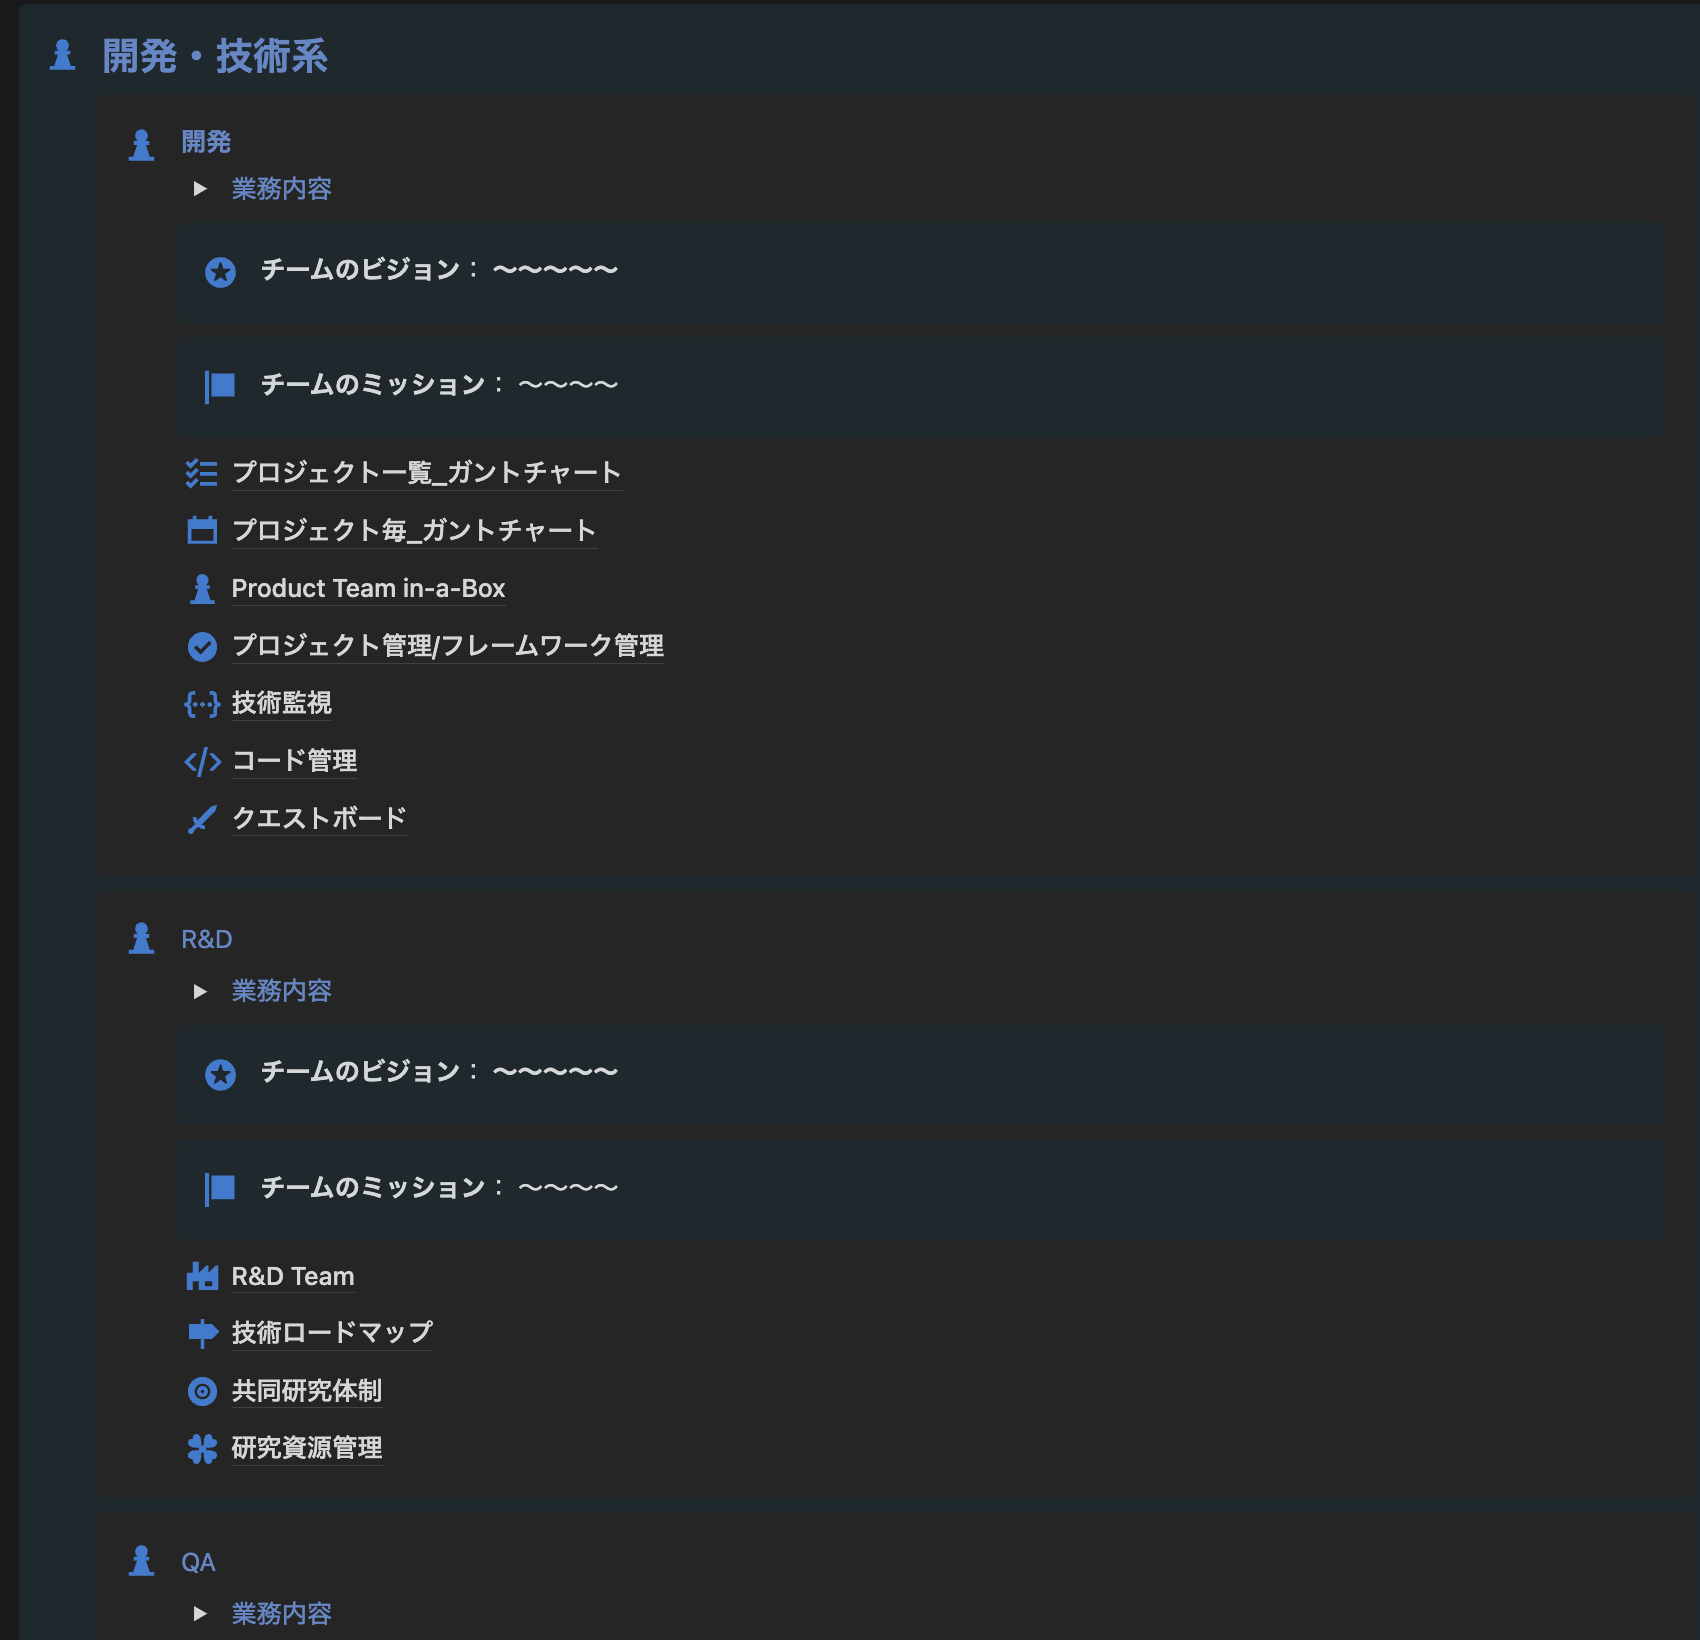 開発・技術系
開発
業務内容
チームのビジョン： 〜〜〜〜〜
チームのミッション： 〜〜〜〜
プロジェクト一覧_ガントチャート
プロジェクト毎_ガントチャート
Product Team in-a-Box
プロジェクト管理/フレームワーク管理
技術監視
コード管理
クエストボード
R&D
業務内容
チームのビジョン： 〜〜〜〜〜
チームのミッション： 〜〜〜〜
R&D Team
技術ロードマップ
共同研究体制
研究資源管理
QA
業務内容